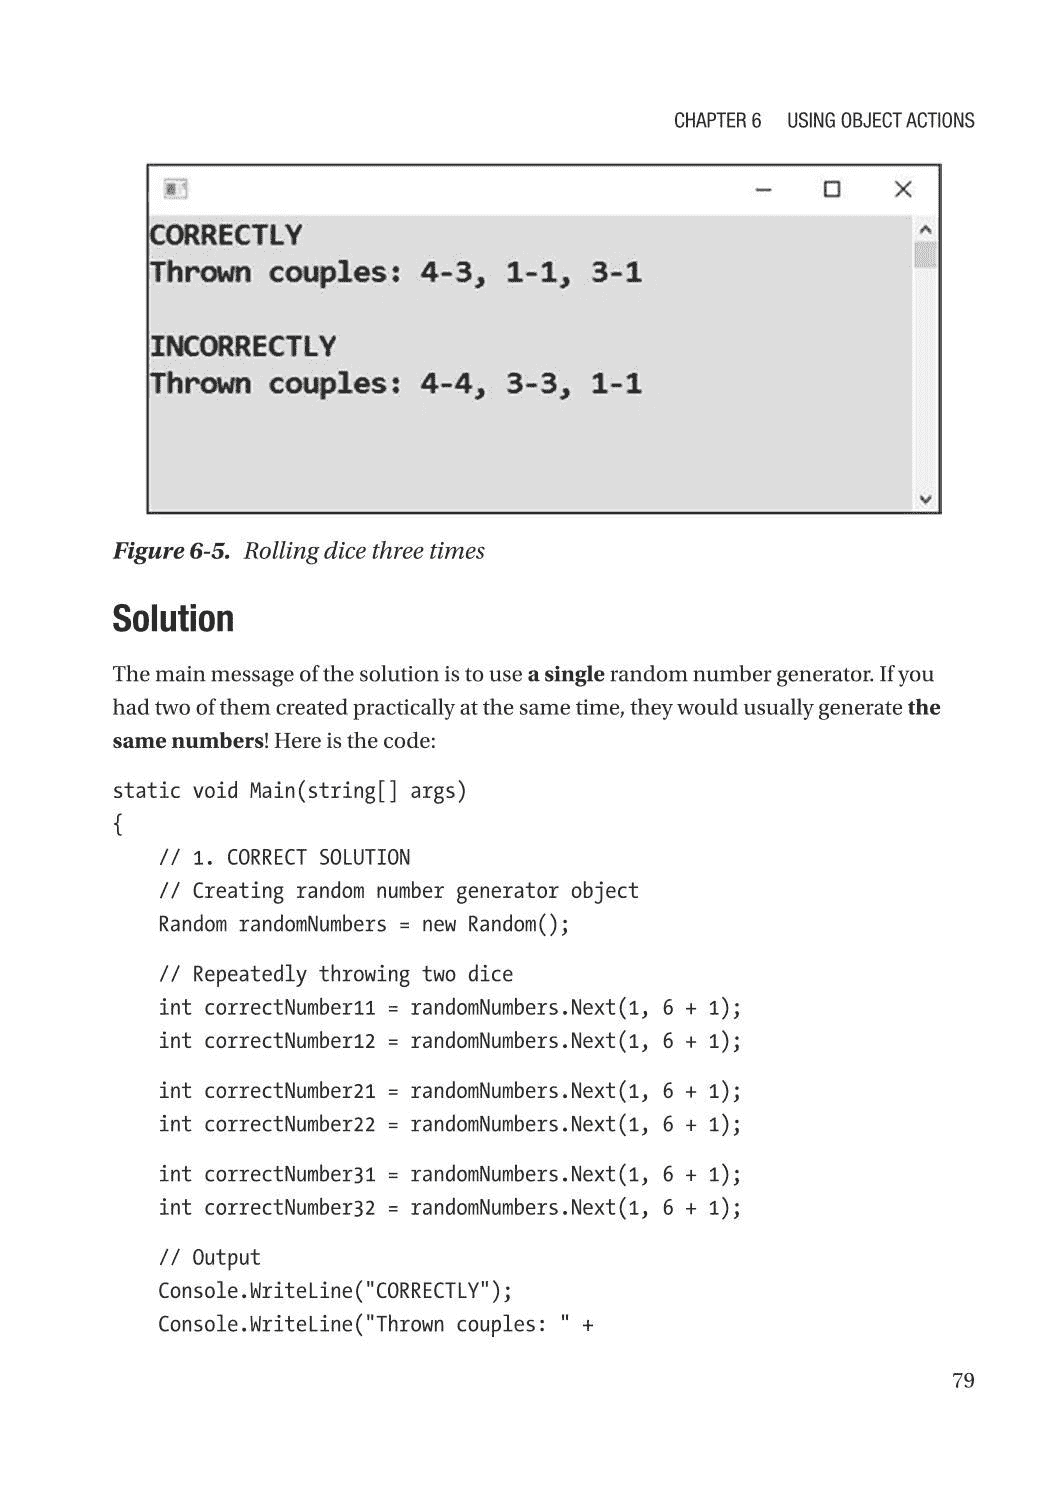 CHAPTER 6 USING OBJECT ACTIONS
CORRECTLY
Thrown couples: 4-3, 1-1, 3-1
INCORRECTLY
Thrown couples: 4-4, 3-3, 1-1
Figure 6-5. Rolling dice three times
Solution
The main message of the solution is to use a single random number generator. If you
had two of them created practically at the same time, they would usually generate the
same numbers! Here is the code:
static void Main(string[] args)
{
    // 1. CORRECT SOLUTION
    // Creating random number generator object
    Random randomNumbers = new Random();
    // Repeatedly throwing two dice
    int correctNumber11 = randomNumbers.Next(1, 6 + 1);
    int correctNumber12 = randomNumbers.Next(1, 6 + 1);
    int correctNumber21 = randomNumbers.Next(1, 6 + 1);
    int correctNumber22 = randomNumbers.Next(1, 6 + 1);
    int correctNumber31 = randomNumbers.Next(1, 6 + 1);
    int correctNumber32 = randomNumbers.Next(1, 6 + 1);
    // Output
    Console.WriteLine("CORRECTLY");
    Console.WriteLine("Thrown couples: " +
79